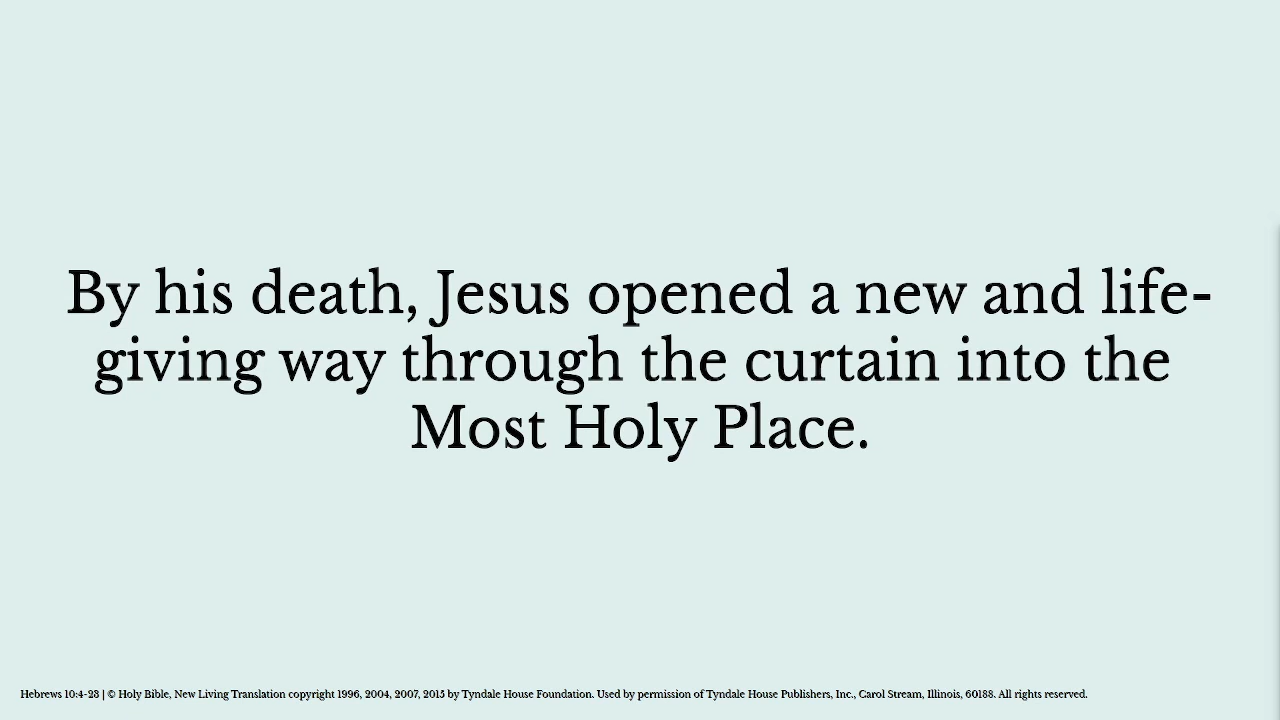 By his death, Jesus opened a new and life-
giving way through the curtain into the
Most Holy Place.
Hebrews 10:4-23 | © Holy Bible, New Living Translation copyright 1996, 2004, 2007, 2015 by Tyndale House Foundation. Used by permission of Tyndale House Publishers, Inc., Carol Stream, Illinois, 60188. All rights reserved.